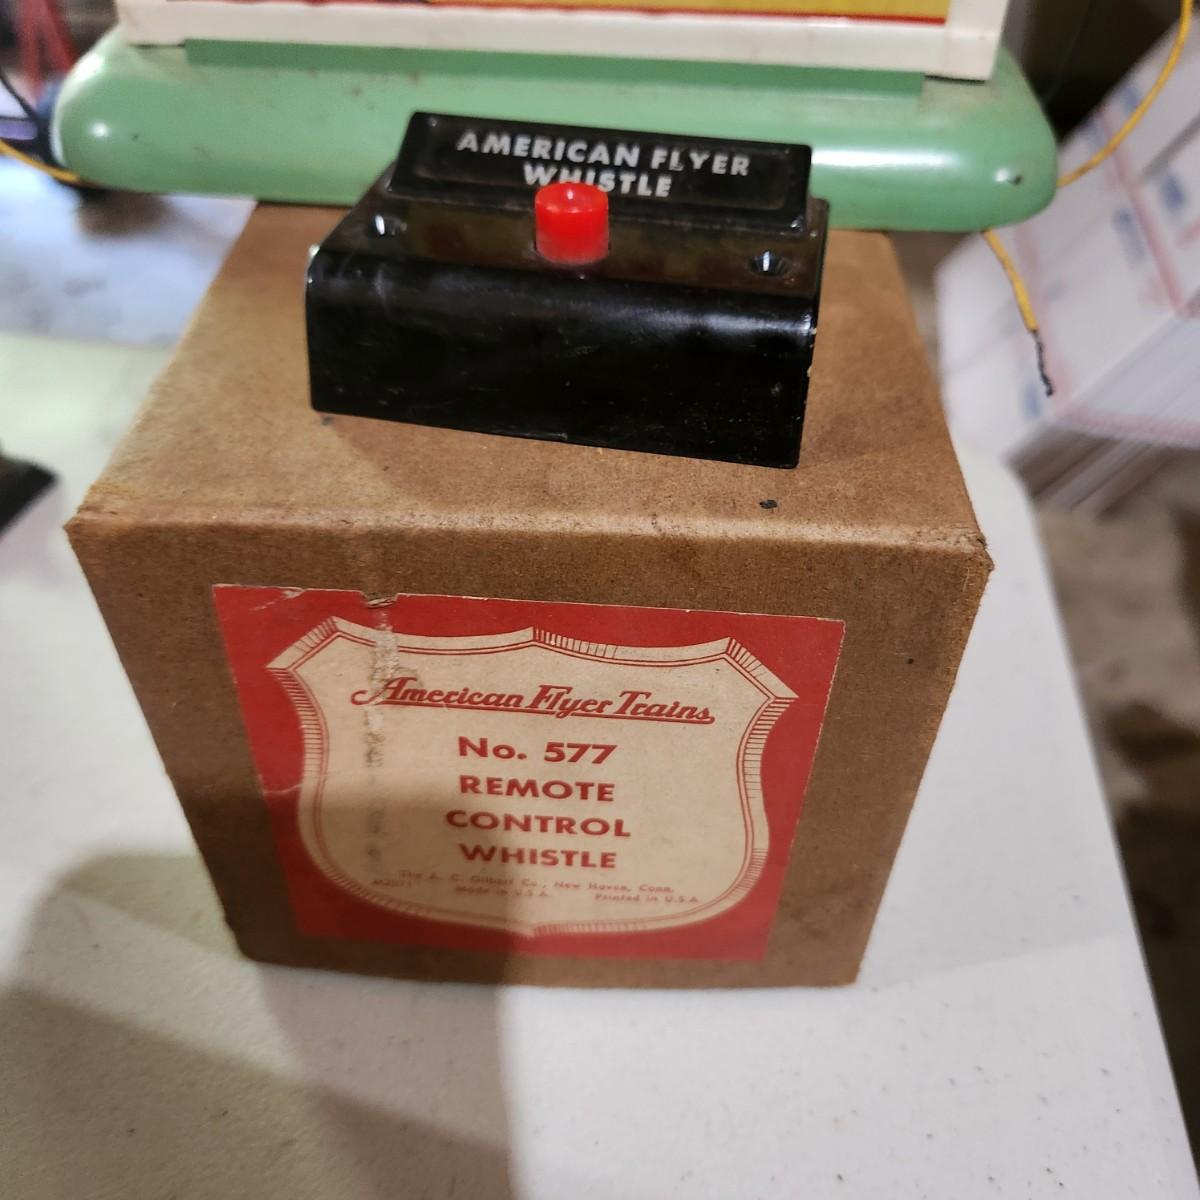 AMERICAN FLYER
WHISTLE
American Flyer Trains
No. 577
REMOTE
CONTROL
WHISTLE
The A. C. Gilbert Co., New Haven, Conn.
Made in U.S.A. Printed in U.S.A.